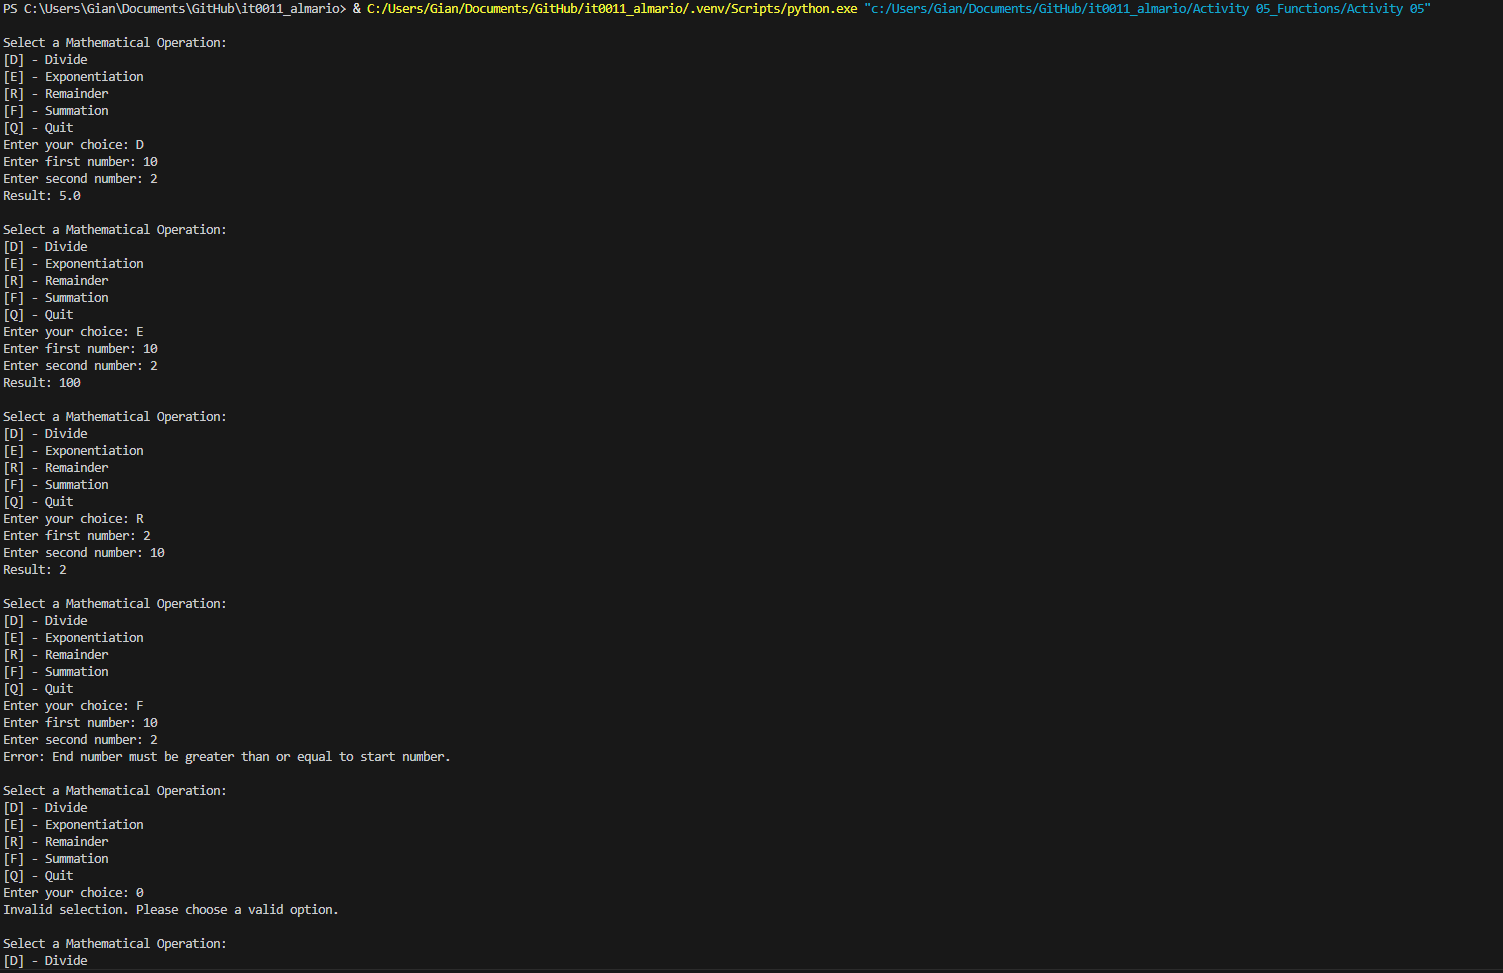 PS C:\Users\Gian\Documents\GitHub\it0011_almario> & C:/Users/Gian/Documents/GitHub/it0011_almario/.venv/Scripts/python.exe "c:/Users/Gian/Documents/GitHub/it0011_almario/Activity 05_Functions/Activity 05"
Select a Mathematical Operation:
[D] - Divide
[E] - Exponentiation
[R] - Remainder
[F] - Summation
[Q] - Quit
Enter your choice: D
Enter first number: 10
Enter second number: 2
Result: 5.0
Select a Mathematical Operation:
[D] - Divide
[E] - Exponentiation
[R] - Remainder
[F] - Summation
[Q] - Quit
Enter your choice: E
Enter first number: 10
Enter second number: 2
Result: 100
Select a Mathematical Operation:
[D] - Divide
[E] - Exponentiation
[R] - Remainder
[F] - Summation
[Q] - Quit
Enter your choice: R
Enter first number: 2
Enter second number: 10
Result: 2
Select a Mathematical Operation:
[D] - Divide
[E] - Exponentiation
[R] - Remainder
[F] - Summation
[Q] - Quit
Enter your choice: F
Enter first number: 10
Enter second number: 2
Error: End number must be greater than or equal to start number.
Select a Mathematical Operation:
[D] - Divide
[E] - Exponentiation
[R] - Remainder
[F] - Summation
[Q] - Quit
Enter your choice: 0
Invalid selection. Please choose a valid option.
Select a Mathematical Operation:
[D] - Divide